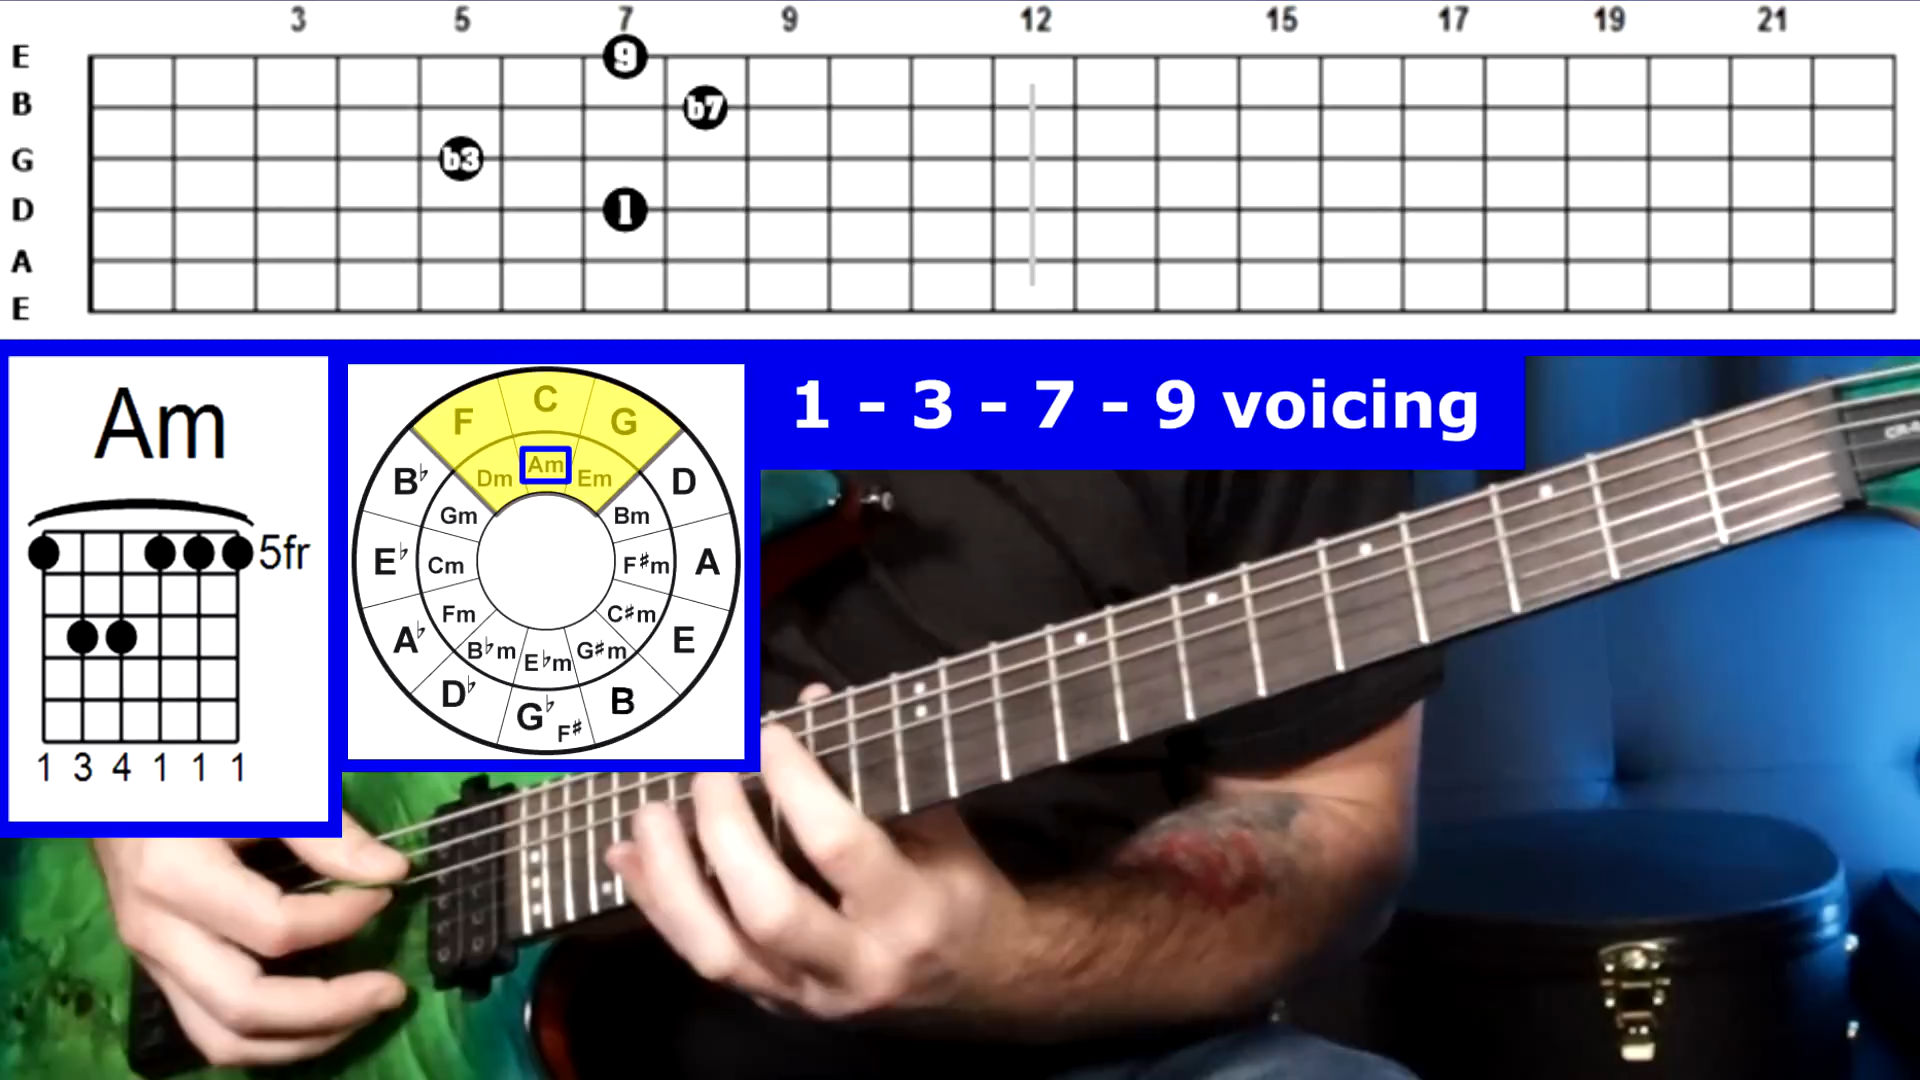 3 5 7 9 12 15 17 19 21
E 9
B b7
G b3
D 1
A
E
Am
5fr
1 3 4 1 1 1
C
F G
Am
Dm Em
B♭ D
Gm Bm
E♭ Cm F♯m A
Fm C♯m
A♭ E
B♭m G♯m
E♭m
D♭ B
G♭
F♯
1 - 3 - 7 - 9 voicing